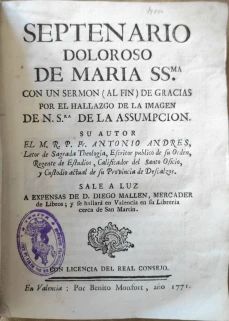 SEPTENARIO
DOLOROSO
DE MARIA SS.MA
CON UN SERMON (AL FIN) DE GRACIAS
POR EL HALLAZGO DE LA IMAGEN
DE N. S.RA DE LA ASSUMPCION.
SU AUTOR
EL M. R. P. Fr. ANTONIO ANDRES,
Letor de Sagrada Theologia, Escritor publico de su Orden,
Regente de Estudios, Calificador del Santo Oficio,
y Custodio actual de su Provincia de Descalzos.
SALE A LUZ
A EXPENSAS DE D. DIEGO MALLEN, MERCADER
de Libros; y se hallarà en Valencia en su Libreria
cerca de San Martin.
CON LICENCIA DEL REAL CONSEJO.
En Valencia: Por Benito Monfort, año 1771.